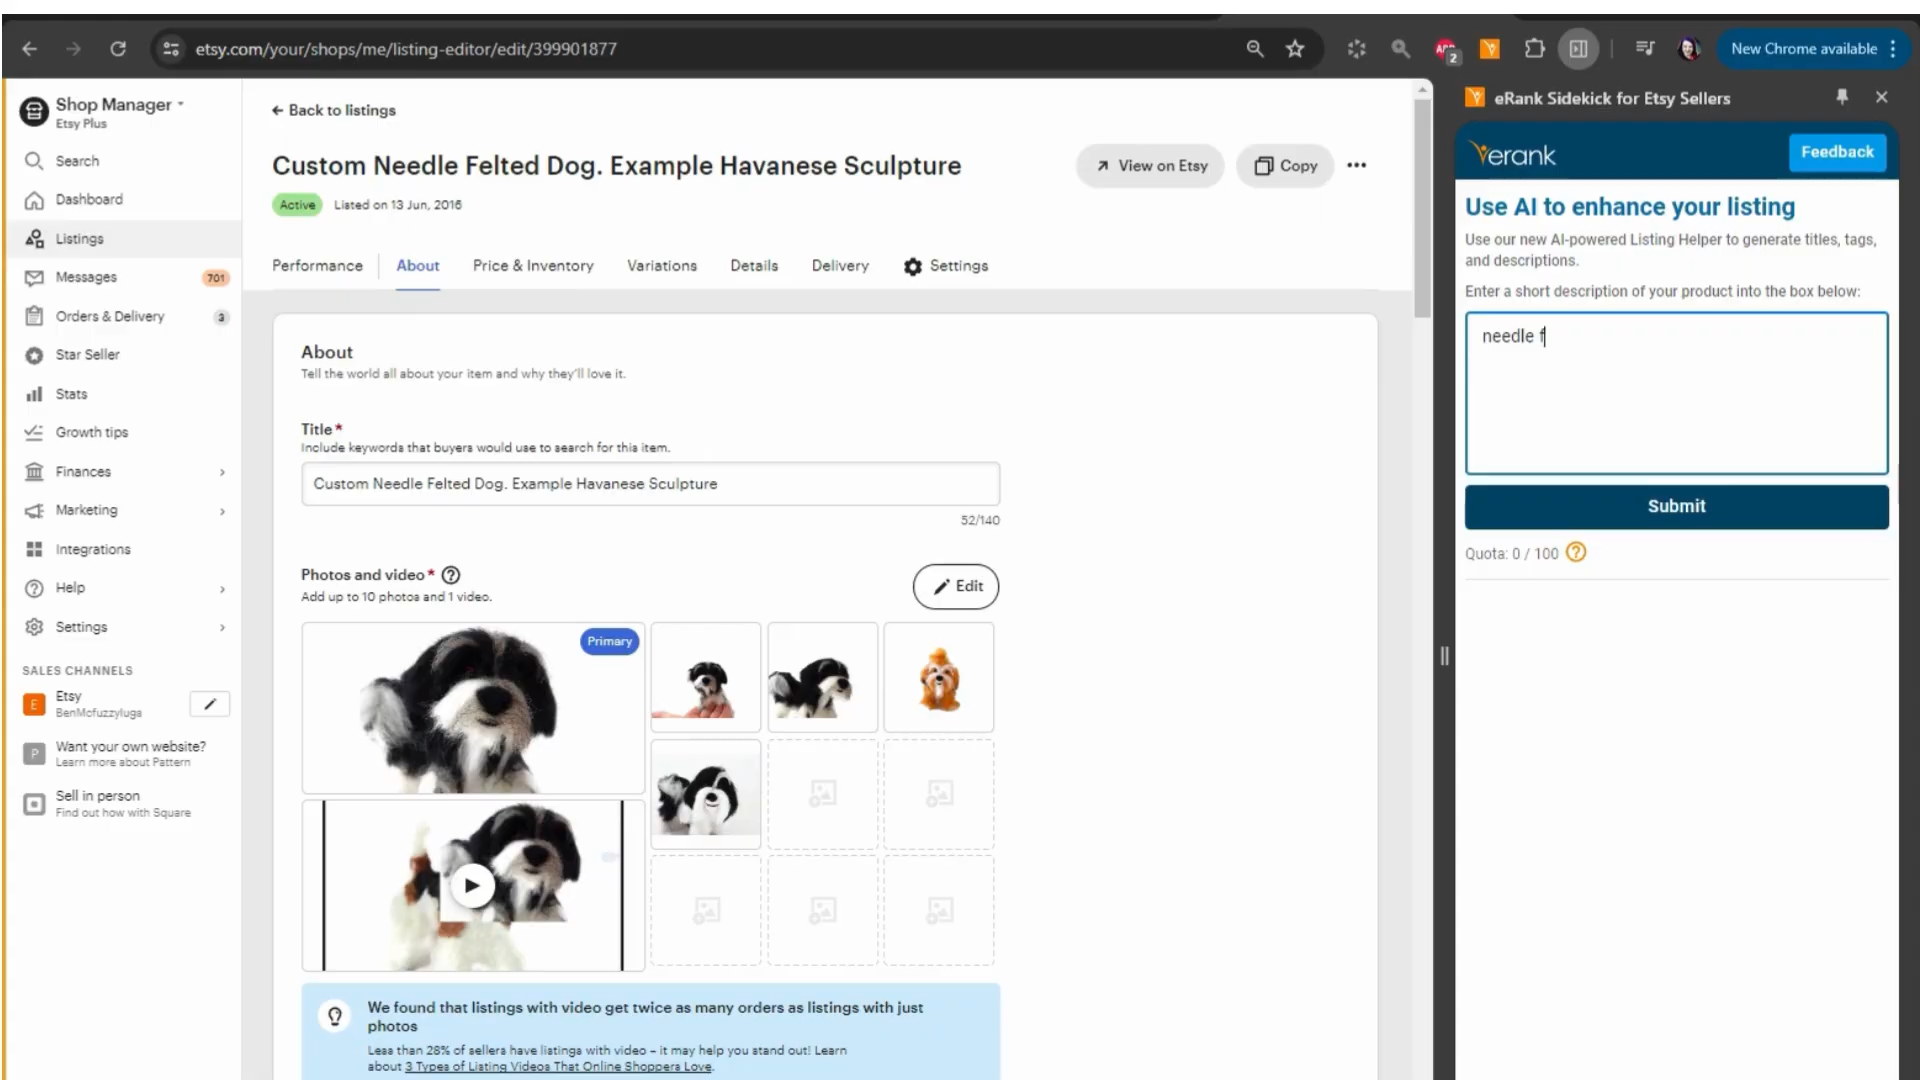 etsy.com/your/shops/me/listing-editor/edit/399901877
2
New Chrome available
Shop Manager
Etsy Plus
Search
Dashboard
Listings
Messages
701
Orders & Delivery
3
Star Seller
Stats
Growth tips
Finances
Marketing
Integrations
Help
Settings
SALES CHANNELS
E
Etsy
BenMcfuzzylugs
P
Want your own website?
Learn more about Pattern
Sell in person
Find out how with Square
Back to listings
Custom Needle Felted Dog. Example Havanese Sculpture
View on Etsy
Copy
Active
Listed on 13 Jun, 2016
Performance
About
Price & Inventory
Variations
Details
Delivery
Settings
About
Tell the world all about your item and why they'll love it.
Title*
Include keywords that buyers would use to search for this item.
Custom Needle Felted Dog. Example Havanese Sculpture
52/140
Photos and video*
Add up to 10 photos and 1 video.
Edit
Primary
We found that listings with video get twice as many orders as listings with just
photos
Less than 28% of sellers have listings with video – it may help you stand out! Learn
about 3 Types of Listing Videos That Online Shoppers Love.
eRank Sidekick for Etsy Sellers
erank
Feedback
Use AI to enhance your listing
Use our new AI-powered Listing Helper to generate titles, tags,
and descriptions.
Enter a short description of your product into the box below:
needle f
Submit
Quota: 0 / 100